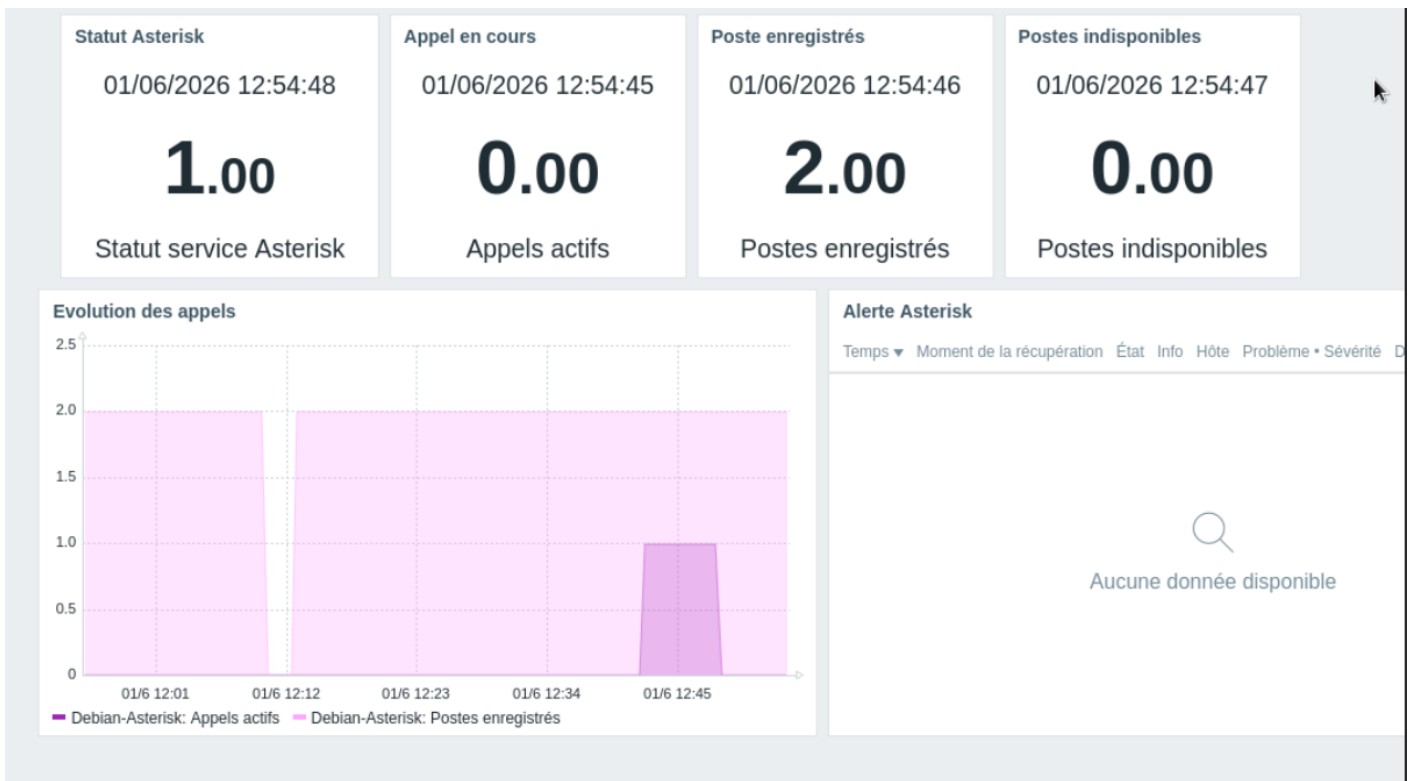 Statut Asterisk
01/06/2026 12:54:48
1.00
Statut service Asterisk
Appel en cours
01/06/2026 12:54:45
0.00
Appels actifs
Poste enregistrés
01/06/2026 12:54:46
2.00
Postes enregistrés
Postes indisponibles
01/06/2026 12:54:47
0.00
Postes indisponibles
Evolution des appels
2.5
2.0
1.5
1.0
0.5
0
01/6 12:01 01/6 12:12 01/6 12:23 01/6 12:34 01/6 12:45
Debian-Asterisk: Appels actifs Debian-Asterisk: Postes enregistrés
Alerte Asterisk
Temps Moment de la récupération État Info Hôte Problème • Sévérité
Aucune donnée disponible